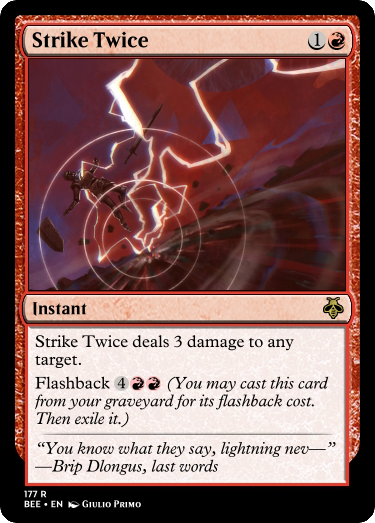 Strike Twice 1
Instant
Strike Twice deals 3 damage to any
target.
Flashback 4 (You may cast this card
from your graveyard for its flashback cost.
Then exile it.)
“You know what they say, lightning nev—”
—Brip Dlongus, last words
177 R
BEE • EN Giulio Primo